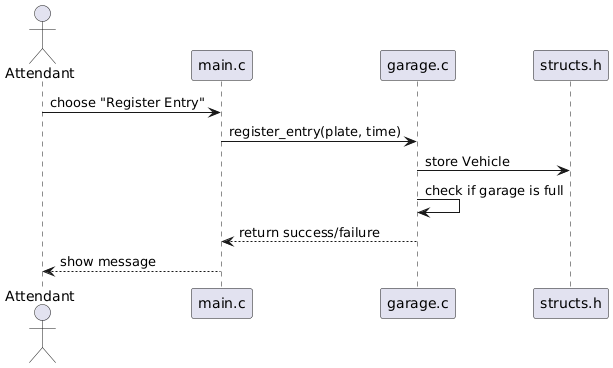 Attendant
main.c
garage.c
structs.h
choose "Register Entry"
register_entry(plate, time)
store Vehicle
check if garage is full
return success/failure
show message
Attendant
main.c
garage.c
structs.h